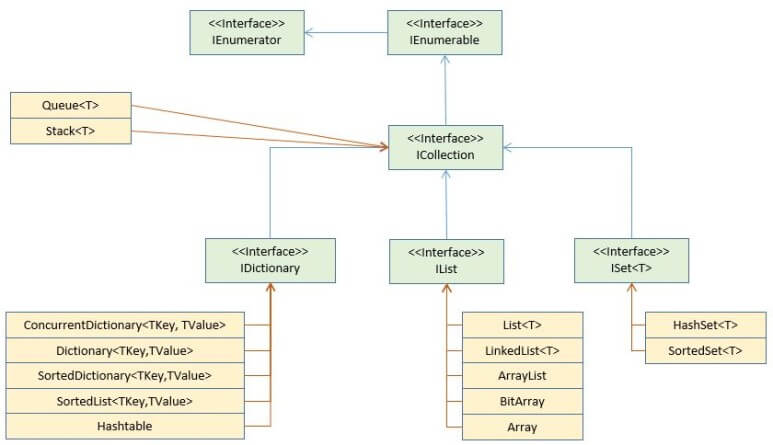 <<Interface>>
IEnumerator
<<Interface>>
IEnumerable
Queue<T>
Stack<T>
<<Interface>>
ICollection
<<Interface>>
IDictionary
<<Interface>>
IList
<<Interface>>
ISet<T>
ConcurrentDictionary<TKey, TValue>
Dictionary<TKey,TValue>
SortedDictionary<TKey,TValue>
SortedList<TKey,TValue>
Hashtable
List<T>
LinkedList<T>
ArrayList
BitArray
Array
HashSet<T>
SortedSet<T>